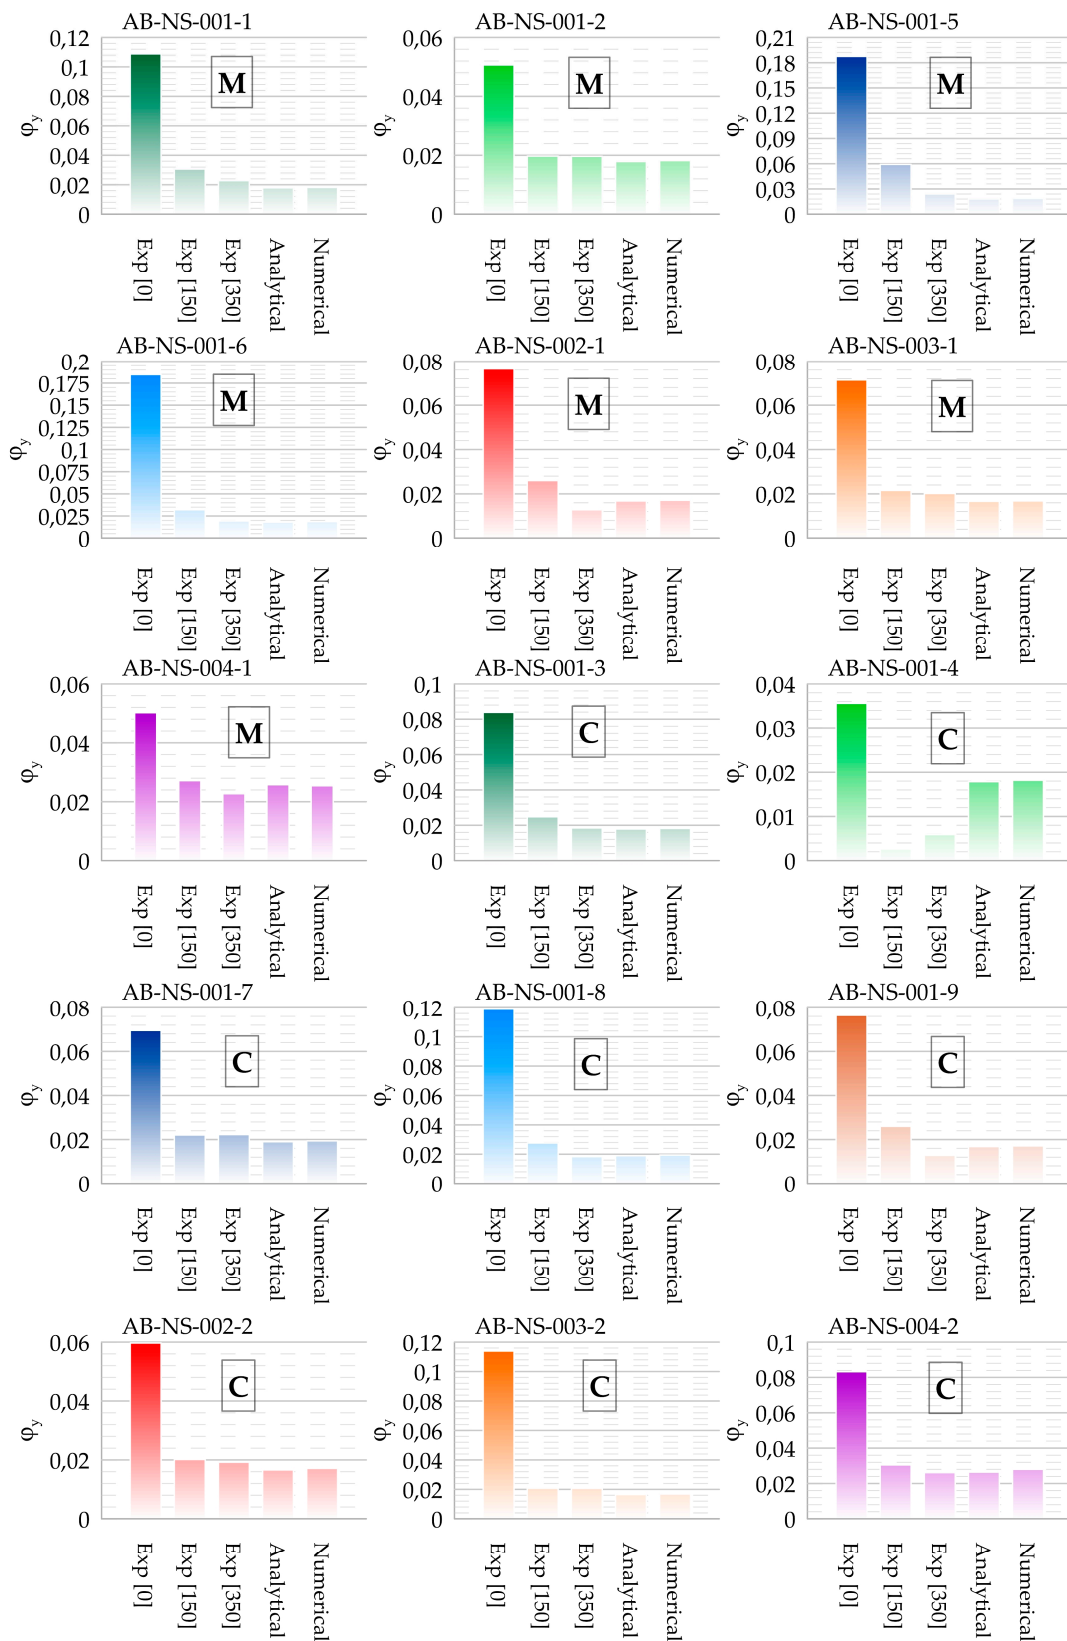 AB-NS-001-1
0,12
0,1
0,08
0,06
0,04
0,02
0
φy
M
Exp [0]
Exp [150]
Exp [350]
Analytical
Numerical
AB-NS-001-2
0,06
0,04
0,02
0
φy
M
Exp [0]
Exp [150]
Exp [350]
Analytical
Numerical
AB-NS-001-5
0,21
0,18
0,15
0,12
0,09
0,06
0,03
0
φy
M
Exp [0]
Exp [150]
Exp [350]
Analytical
Numerical
AB-NS-001-6
0,2
0,175
0,15
0,125
0,1
0,075
0,05
0,025
0
φy
M
Exp [0]
Exp [150]
Exp [350]
Analytical
Numerical
AB-NS-002-1
0,08
0,06
0,04
0,02
0
φy
M
Exp [0]
Exp [150]
Exp [350]
Analytical
Numerical
AB-NS-003-1
0,08
0,06
0,04
0,02
0
φy
M
Exp [0]
Exp [150]
Exp [350]
Analytical
Numerical
AB-NS-004-1
0,06
0,04
0,02
0
φy
M
Exp [0]
Exp [150]
Exp [350]
Analytical
Numerical
AB-NS-001-3
0,1
0,08
0,06
0,04
0,02
0
φy
C
Exp [0]
Exp [150]
Exp [350]
Analytical
Numerical
AB-NS-001-4
0,04
0,03
0,02
0,01
0
φy
C
Exp [0]
Exp [150]
Exp [350]
Analytical
Numerical
AB-NS-001-7
0,08
0,06
0,04
0,02
0
φy
C
Exp [0]
Exp [150]
Exp [350]
Analytical
Numerical
AB-NS-001-8
0,12
0,1
0,08
0,06
0,04
0,02
0
φy
C
Exp [0]
Exp [150]
Exp [350]
Analytical
Numerical
AB-NS-001-9
0,08
0,06
0,04
0,02
0
φy
C
Exp [0]
Exp [150]
Exp [350]
Analytical
Numerical
AB-NS-002-2
0,06
0,04
0,02
0
φy
C
Exp [0]
Exp [150]
Exp [350]
Analytical
Numerical
AB-NS-003-2
0,12
0,1
0,08
0,06
0,04
0,02
0
φy
C
Exp [0]
Exp [150]
Exp [350]
Analytical
Numerical
AB-NS-004-2
0,1
0,08
0,06
0,04
0,02
0
φy
C
Exp [0]
Exp [150]
Exp [350]
Analytical
Numerical